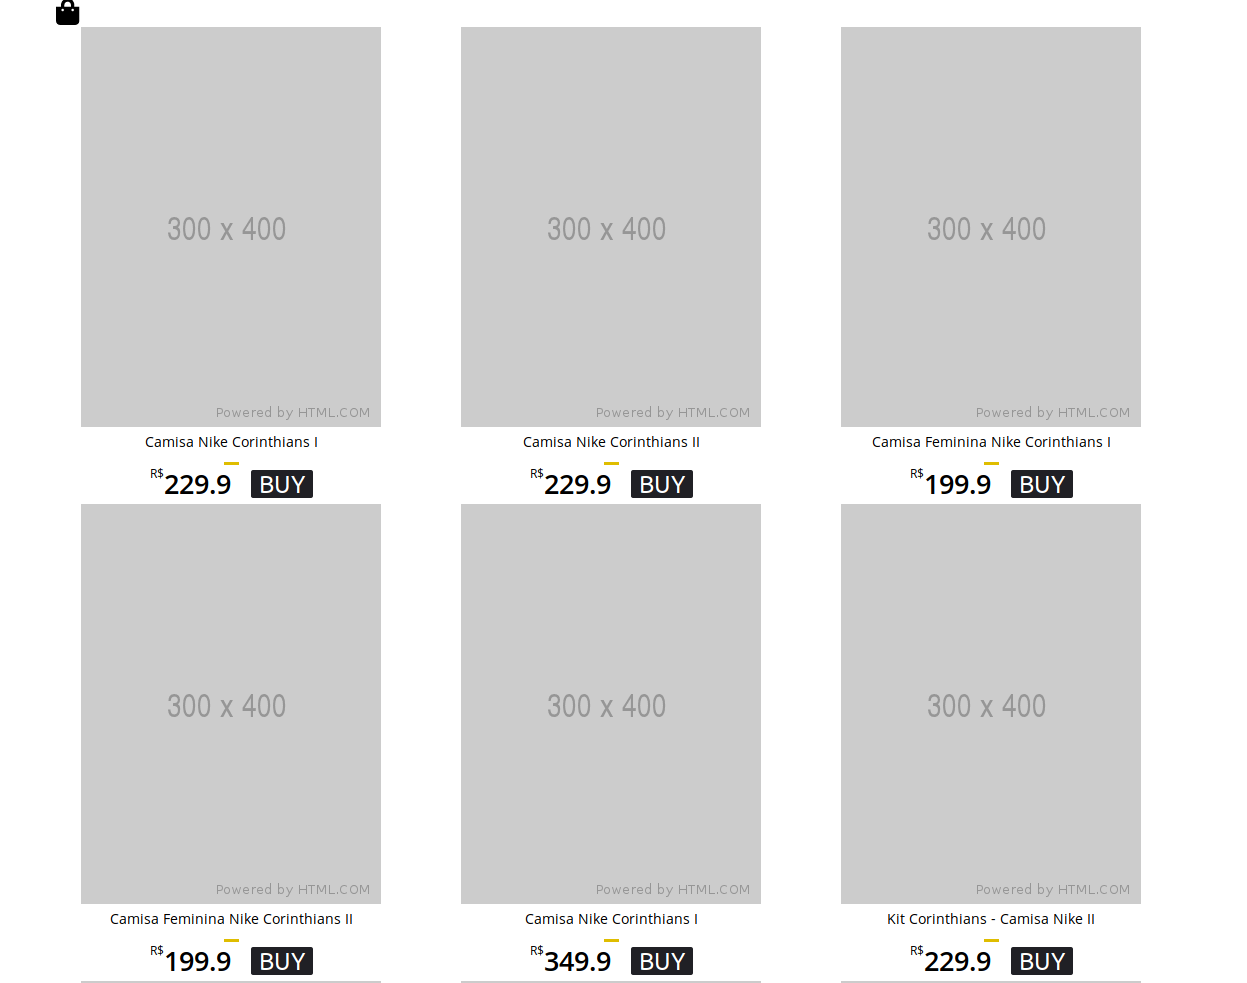 300 x 400
300 x 400
300 x 400
Powered by HTML.COM
Powered by HTML.COM
Powered by HTML.COM
Camisa Nike Corinthians I
Camisa Nike Corinthians II
Camisa Feminina Nike Corinthians I
R$229.9 BUY
R$229.9 BUY
R$199.9 BUY
300 x 400
300 x 400
300 x 400
Powered by HTML.COM
Powered by HTML.COM
Powered by HTML.COM
Camisa Feminina Nike Corinthians II
Camisa Nike Corinthians I
Kit Corinthians - Camisa Nike II
R$199.9 BUY
R$349.9 BUY
R$229.9 BUY